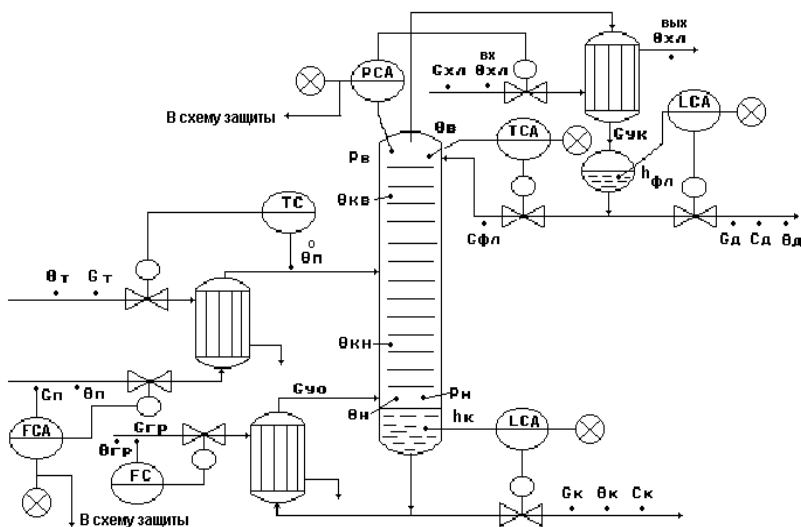 вых
θхл
вх
Gхл θхл
PCA
LCA
В схему защиты
θв
TCA
Gук
Pв
hфл
θкв
TC
Gфл
Gд Cд θд
о
θп
θт Gт
θкн
Gп θп
Gуо
Pн
θн
FCA
Gгр
hк
LCA
θгр
FC
Gк θк Cк
В схему защиты